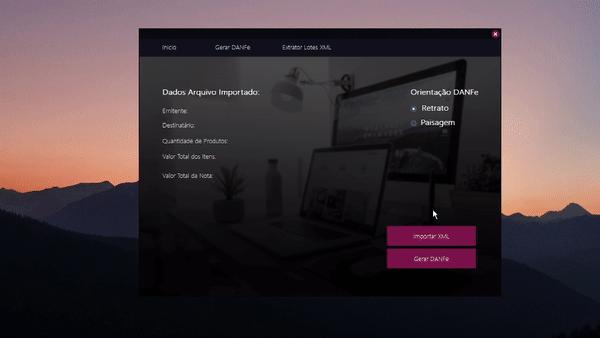 Inicio
Gerar DANFe
Extrator Lotes XML
Dados Arquivo Importado:
Orientação DANFe
Emitente:
Retrato
Destinatário:
Paisagem
Quantidade de Produtos:
Valor Total dos Itens:
Valor Total da Nota:
Importar XML
Gerar DANFe